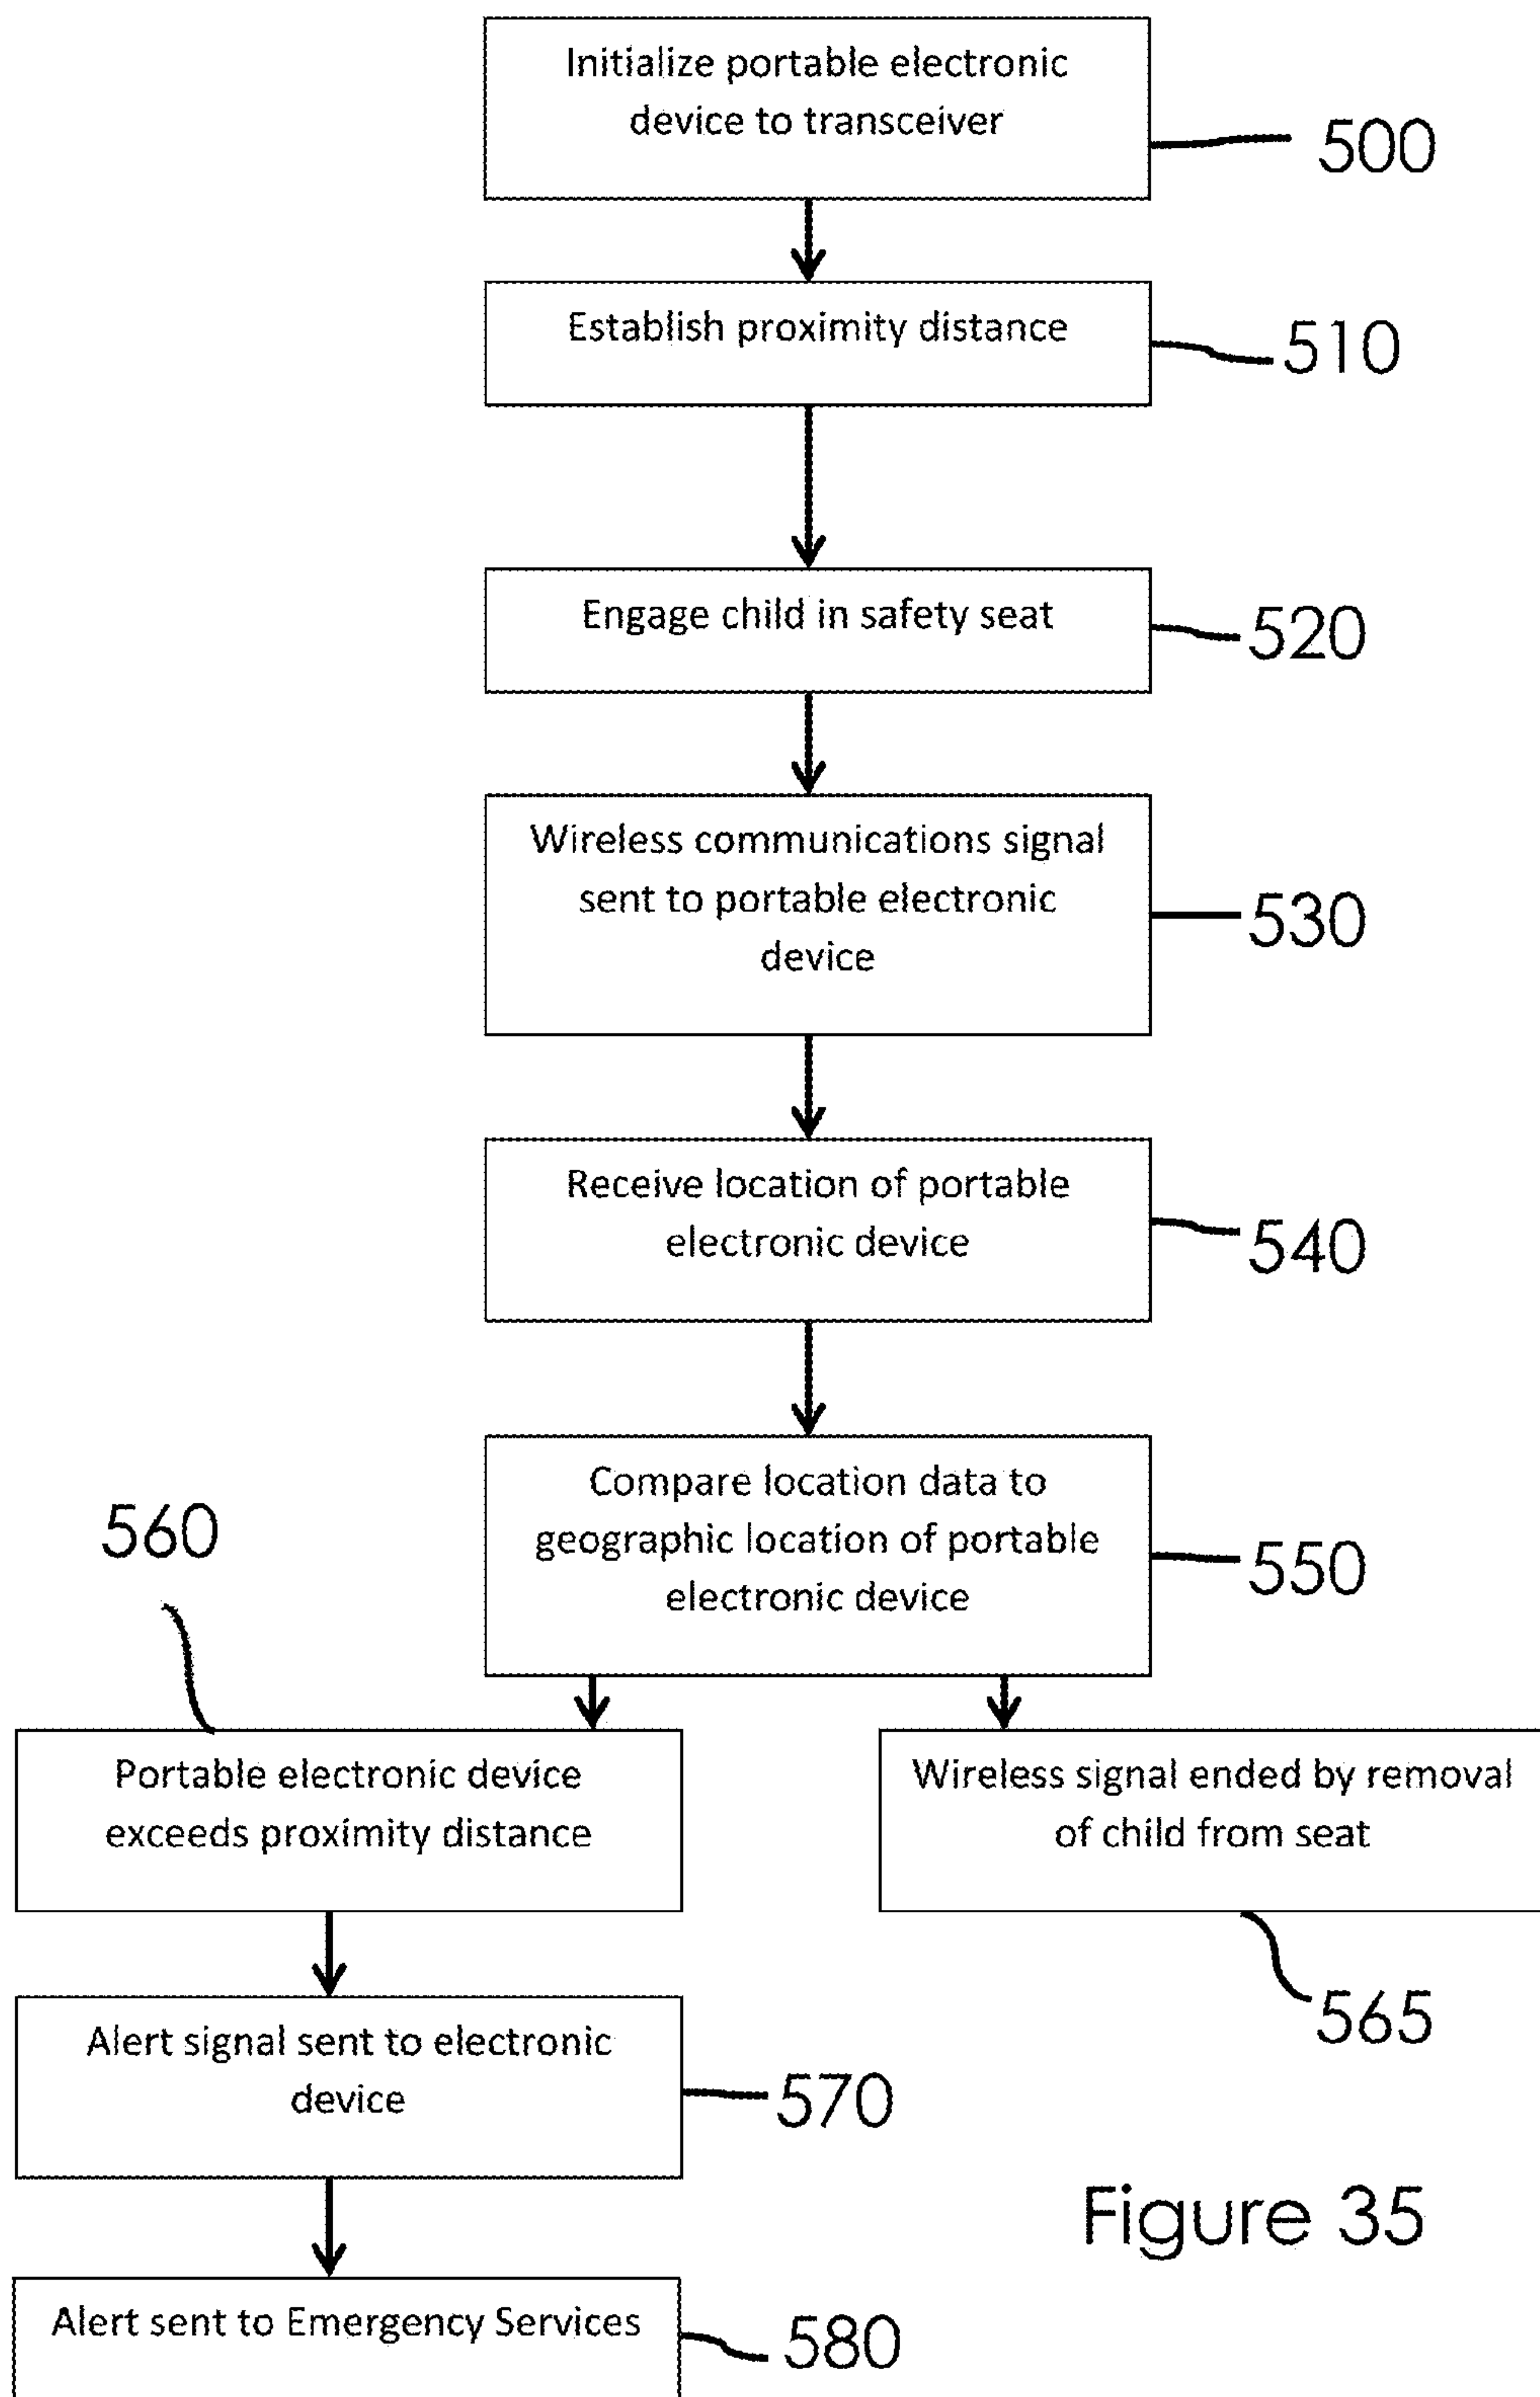 Initialize portable electronic
device to transceiver
500
Establish proximity distance
510
Engage child in safety seat
520
Wireless communications signal
sent to portable electronic
device
530
Receive location of portable
electronic device
540
Compare location data to
geographic location of portable
electronic device
550
560
Portable electronic device
exceeds proximity distance
Wireless signal ended by removal
of child from seat
565
Alert signal sent to electronic
device
570
Figure 35
Alert sent to Emergency Services
580